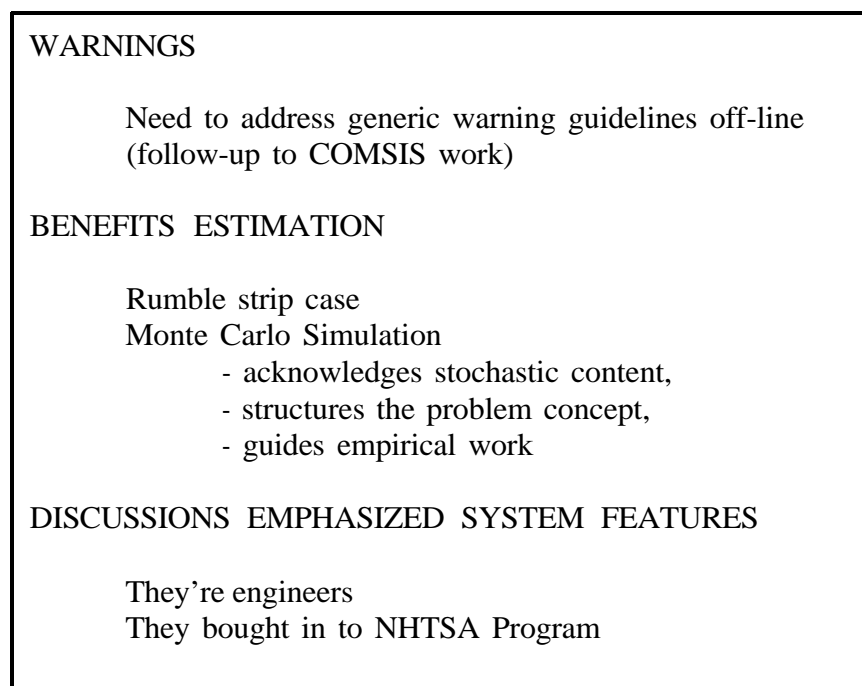 WARNINGS
Need to address generic warning guidelines off-line
(follow-up to COMSIS work)
BENEFITS ESTIMATION
Rumble strip case
Monte Carlo Simulation
- acknowledges stochastic content,
- structures the problem concept,
- guides empirical work
DISCUSSIONS EMPHASIZED SYSTEM FEATURES
They’re engineers
They bought in to NHTSA Program